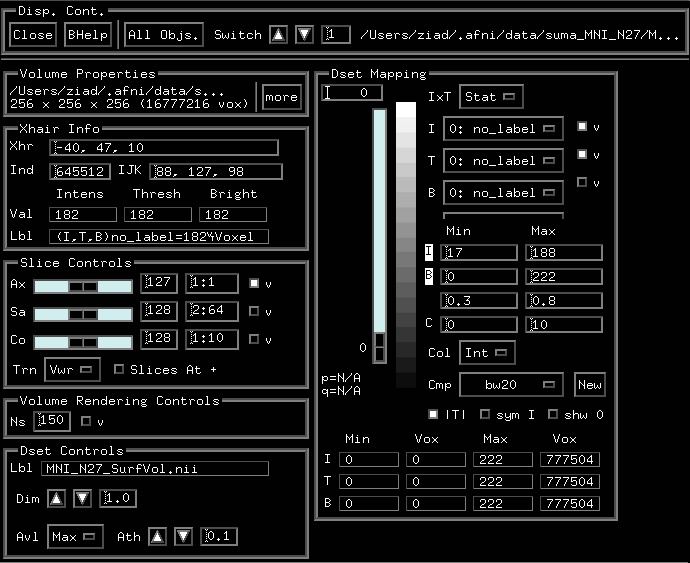 Disp. Cont.
Close BHelp All Objs. Switch 1 /Users/ziad/.afni/data/suma_MNI_N27/M...
Volume Properties
/Users/ziad/.afni/data/s...
256 x 256 x 256 (16777216 vox) more
Xhair Info
Xhr -40, 47, 10
Ind 645512 IJK 88, 127, 98
Intens Thresh Bright
Val 182 182 182
Lbl (I,T,B)no_label=182%Voxel
Slice Controls
Ax 127 1:1 v
Sa 128 2:64 v
Co 128 1:10 v
Trn Vwr Slices At +
Volume Rendering Controls
Ns 150 v
Dset Controls
Lbl MNI_N27_SurfVol.nii
Dim 1.0
Avl Max Ath 0.1
Dset Mapping
I 0
0
p=N/A
q=N/A
IxT Stat
I 0: no_label v
T 0: no_label v
B 0: no_label v
Min Max
I 17 188
B 0 222
0.3 0.8
C 0 10
Col Int
Cmp bw20 New
|T| sym I shw 0
Min Vox Max Vox
I 0 0 222 777504
T 0 0 222 777504
B 0 0 222 777504